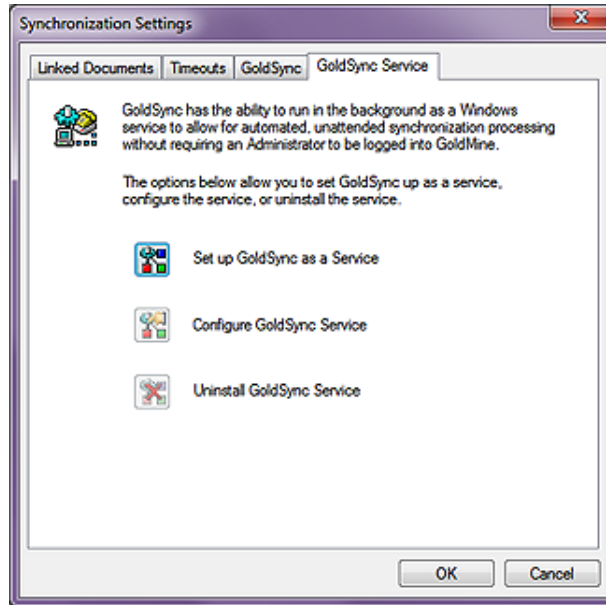 Synchronization Settings
Linked Documents Timeouts GoldSync GoldSync Service
GoldSync has the ability to run in the background as a Windows
service to allow for automated, unattended synchronization processing
without requiring an Administrator to be logged into GoldMine.
The options below allow you to set GoldSync up as a service,
configure the service, or uninstall the service.
Set up GoldSync as a Service
Configure GoldSync Service
Uninstall GoldSync Service
OK Cancel